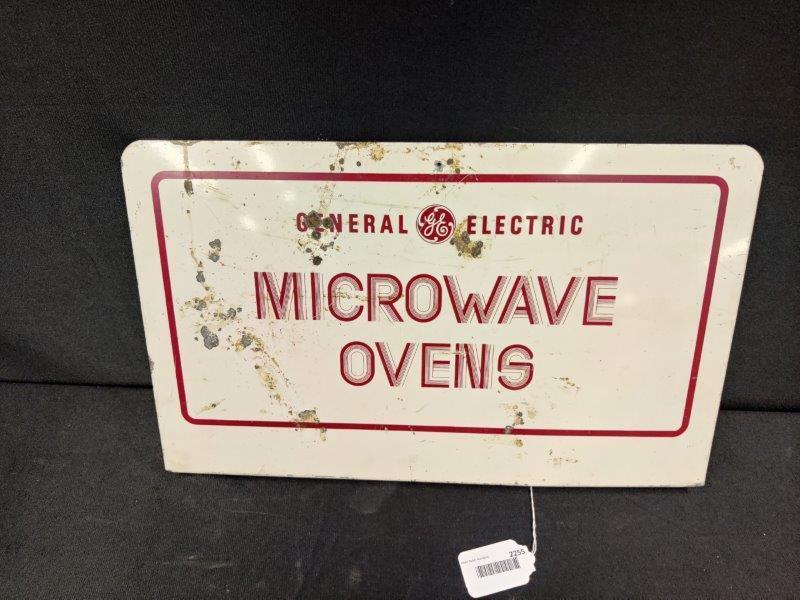 GENERAL GE ELECTRIC
MICROWAVE
OVENS
2255